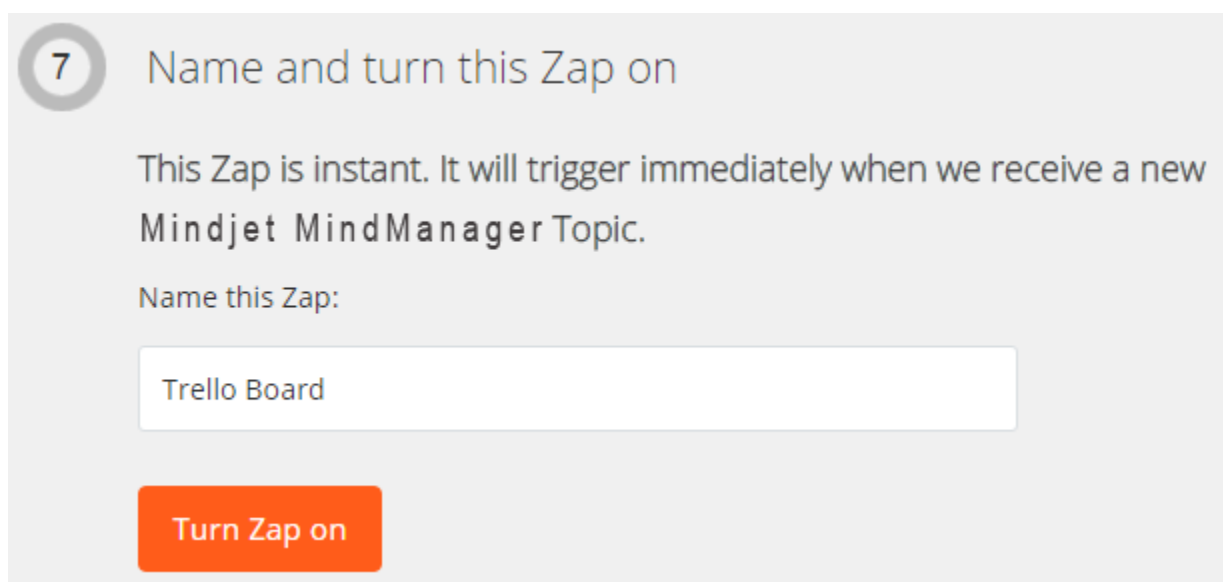 7
Name and turn this Zap on
This Zap is instant. It will trigger immediately when we receive a new
Mindjet MindManager Topic.
Name this Zap:
Trello Board
Turn Zap on